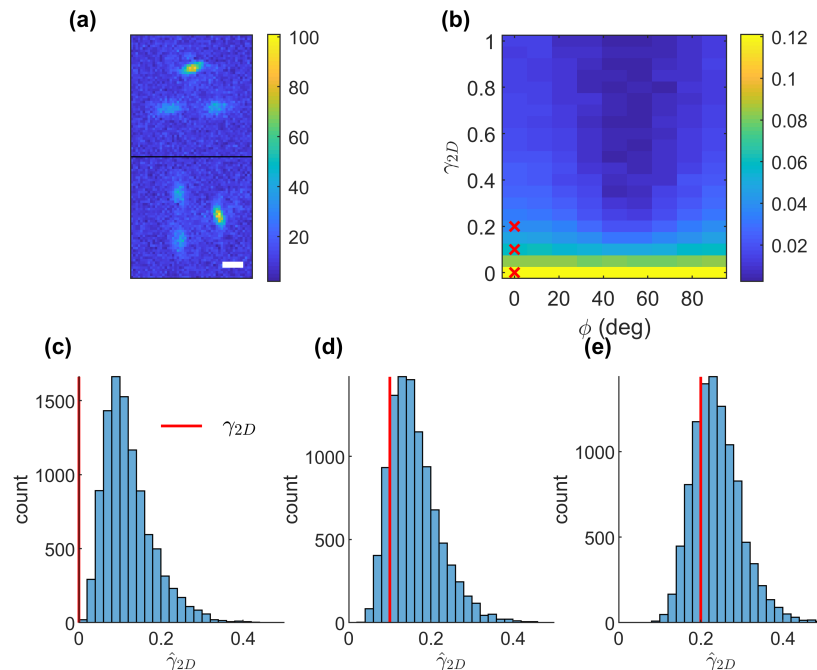 (a)
100
80
60
40
20
(b)
1
0.8
0.6
0.4
0.2
0
γ2D
0 20 40 60 80
ϕ (deg)
0.12
0.1
0.08
0.06
0.04
0.02
(c)
1500
1000
500
0
count
γ2D
0 0.2 0.4
γ̂2D
(d)
1000
500
0
count
0 0.2 0.4
γ̂2D
(e)
1000
500
0
count
0 0.2 0.4
γ̂2D